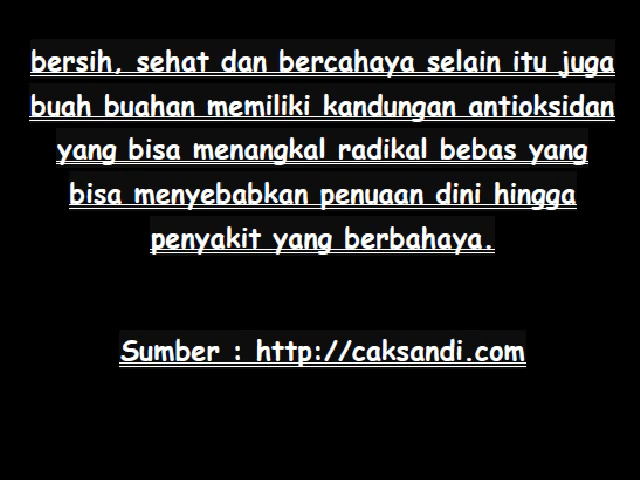 bersih, sehat dan bercahaya selain itu juga
buah buahan memiliki kandungan antioksidan
yang bisa menangkal radikal bebas yang
bisa menyebabkan penuaan dini hingga
penyakit yang berbahaya.
Sumber : http://caksandi.com